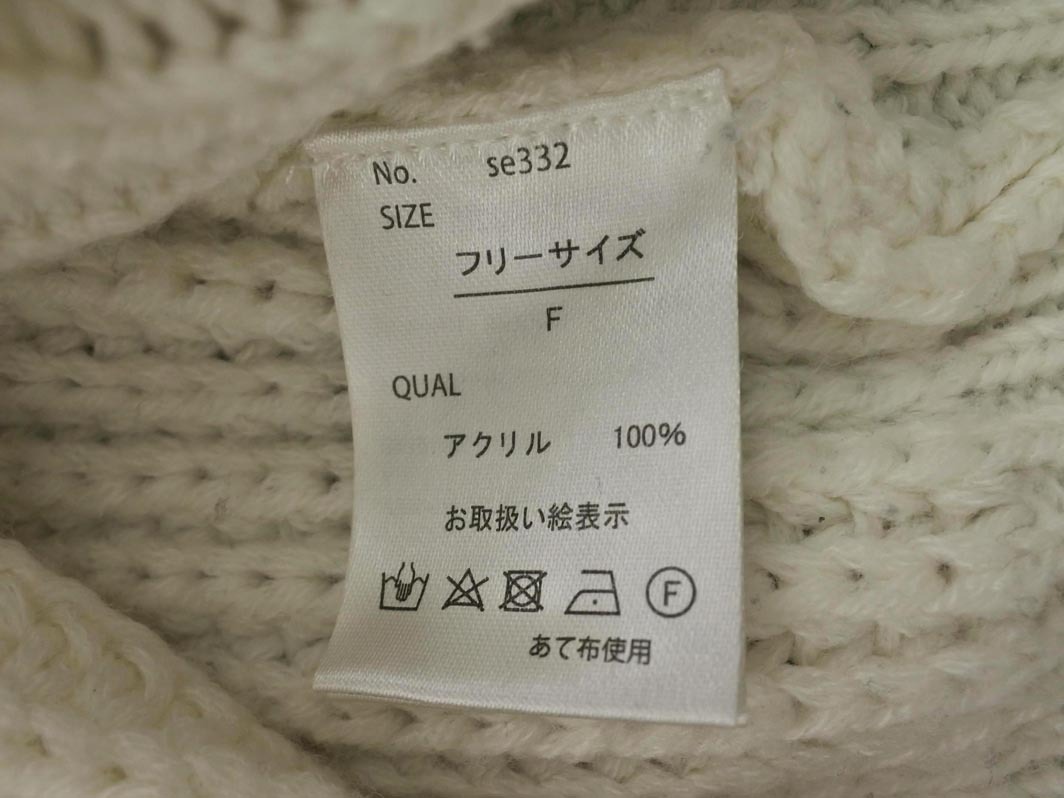 No. se332
SIZE
フリーサイズ
F
QUAL
アクリル 100%
お取扱い絵表示
F
あて布使用